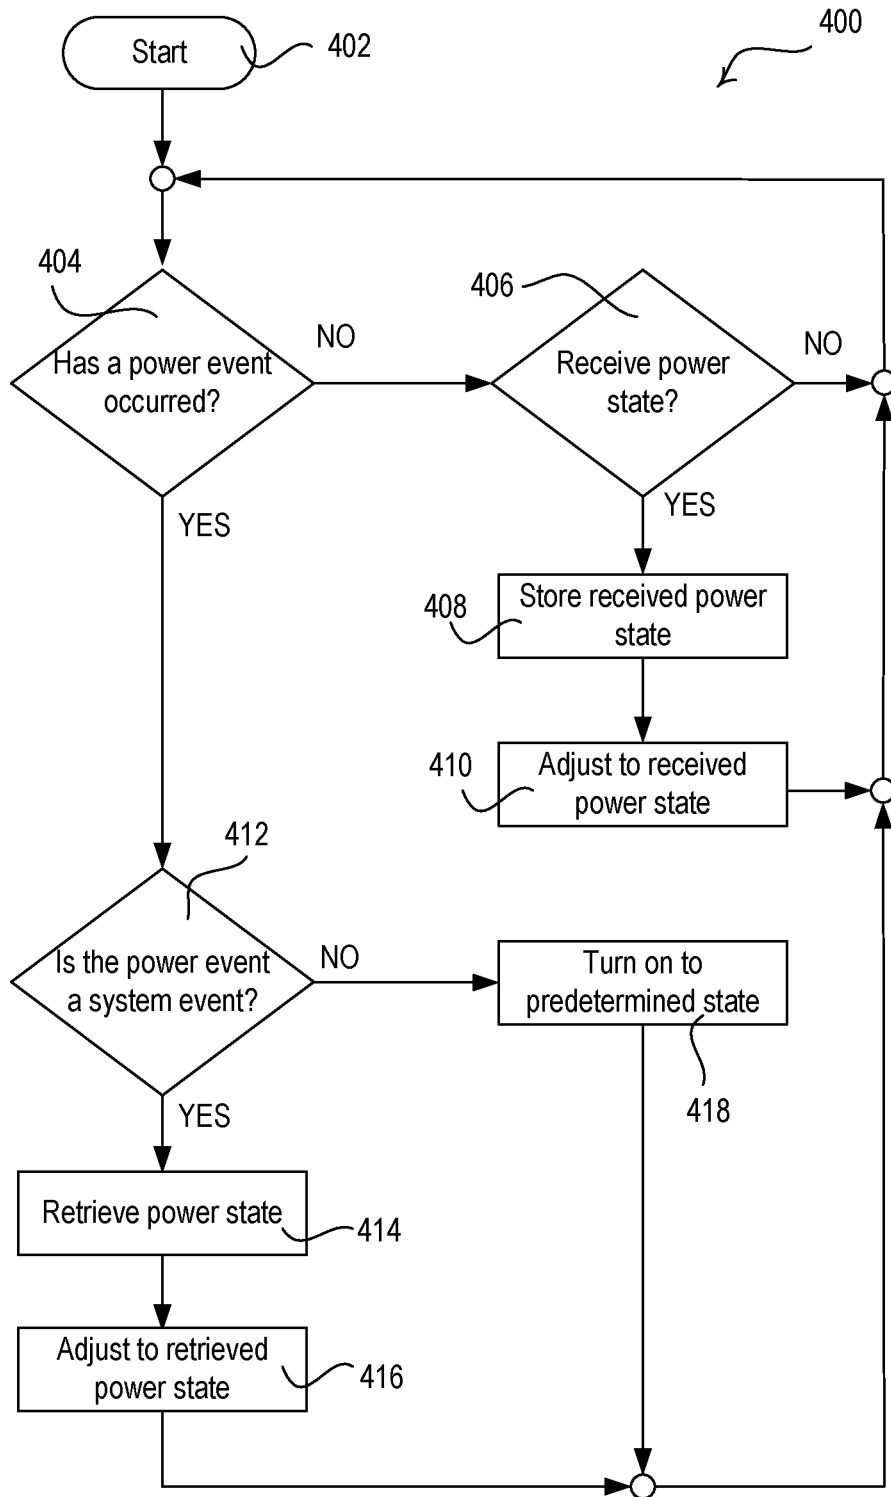 Start
402
400
404
Has a power event
occurred?
NO
406
Receive power
state?
NO
YES
YES
408
Store received power
state
410
Adjust to received
power state
412
Is the power event
a system event?
NO
Turn on to
predetermined state
418
YES
Retrieve power state
414
Adjust to retrieved
power state
416